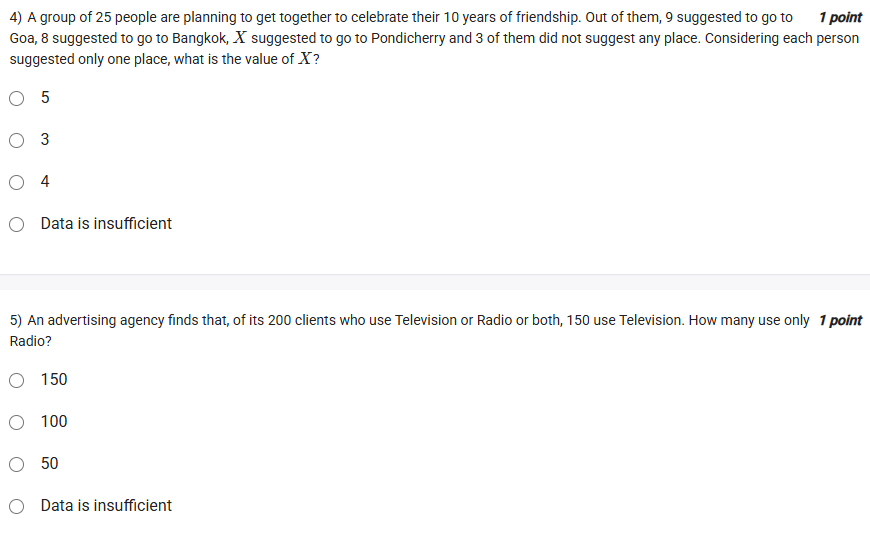 4) A group of 25 people are planning to get together to celebrate their 10 years of friendship. Out of them, 9 suggested to go to 1 point
Goa, 8 suggested to go to Bangkok, X suggested to go to Pondicherry and 3 of them did not suggest any place. Considering each person
suggested only one place, what is the value of X?
5
3
4
Data is insufficient
5) An advertising agency finds that, of its 200 clients who use Television or Radio or both, 150 use Television. How many use only 1 point
Radio?
150
100
50
Data is insufficient